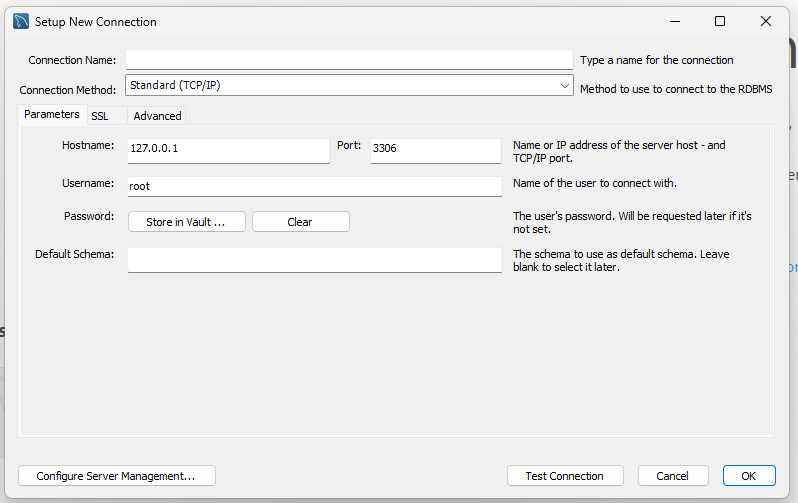 Setup New Connection
Connection Name: Type a name for the connection
Connection Method: Standard (TCP/IP) Method to use to connect to the RDBMS
Parameters SSL Advanced
Hostname: 127.0.0.1 Port: 3306 Name or IP address of the server host - and
TCP/IP port.
Username: root Name of the user to connect with.
Password: Store in Vault ... Clear The user's password. Will be requested later if it's
not set.
Default Schema: The schema to use as default schema. Leave
blank to select it later.
Configure Server Management... Test Connection Cancel OK